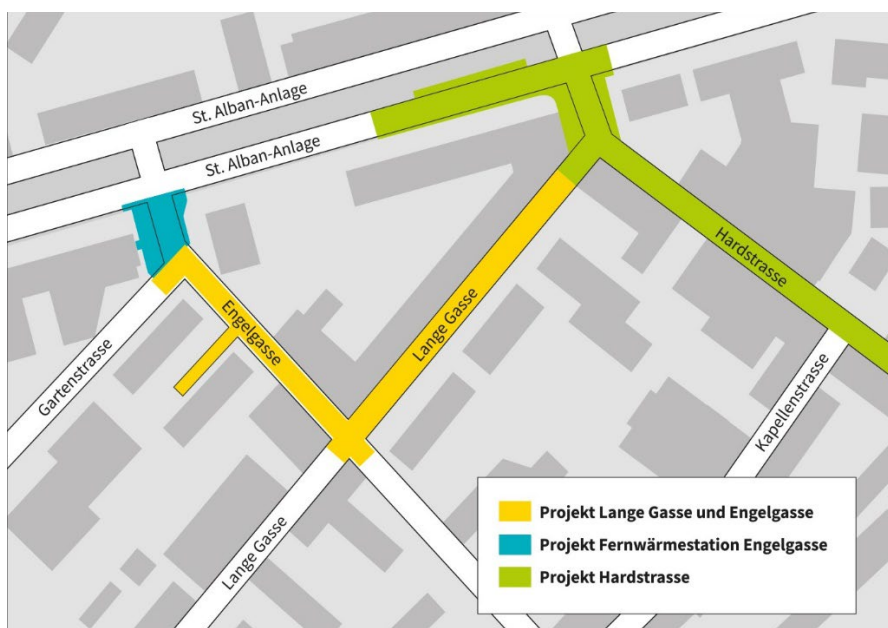 St. Alban-Anlage
St. Alban-Anlage
Hardstrasse
Engelgasse
Lange Gasse
Gartenstrasse
Kapellenstrasse
Lange Gasse
Projekt Lange Gasse und Engelgasse
Projekt Fernwärmestation Engelgasse
Projekt Hardstrasse